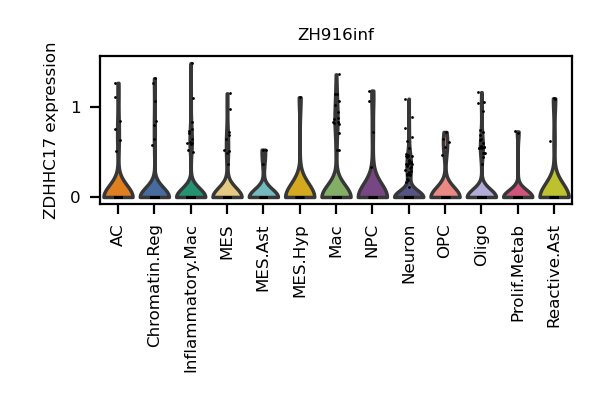 ZH916inf
ZDHHC17 expression
1
0
AC
Chromatin.Reg
Inflammatory.Mac
MES
MES.Ast
MES.Hyp
Mac
NPC
Neuron
OPC
Oligo
Prolif.Metab
Reactive.Ast